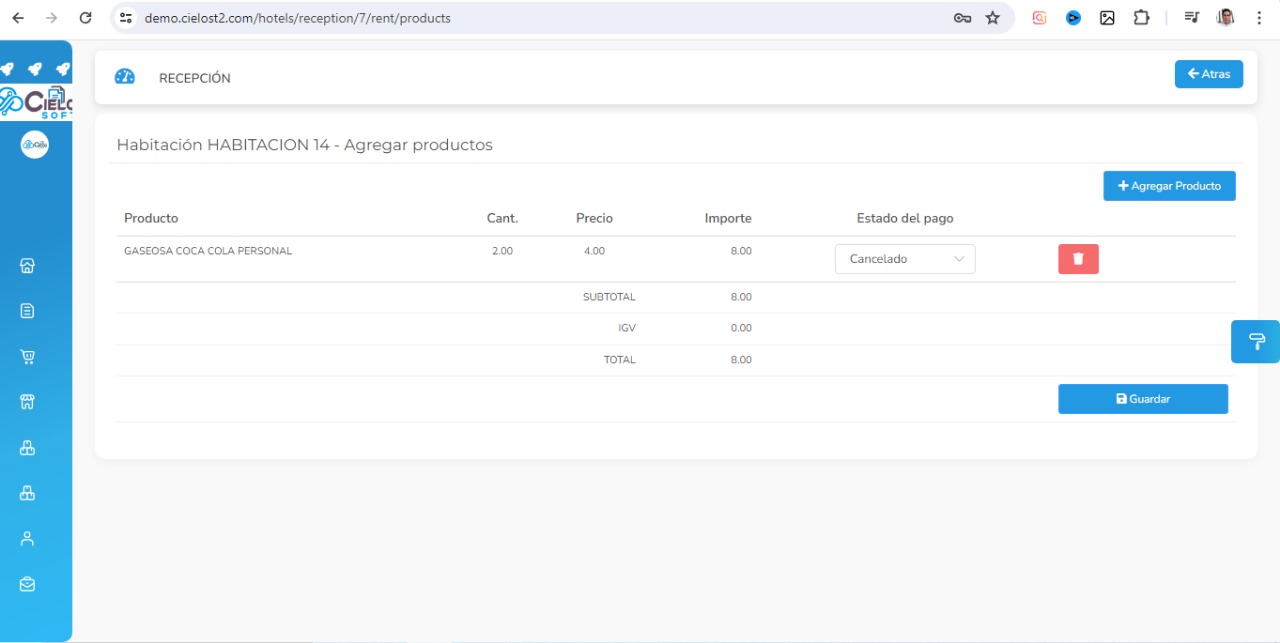 demo.cielost2.com/hotels/reception/7/rent/products
RECEPCIÓN
Atras
CIELO
SOFT
Habitación HABITACION 14 - Agregar productos
Agregar Producto
Producto Cant. Precio Importe Estado del pago
GASEOSA COCA COLA PERSONAL 2.00 4.00 8.00 Cancelado
SUBTOTAL 8.00
IGV 0.00
TOTAL 8.00
Guardar